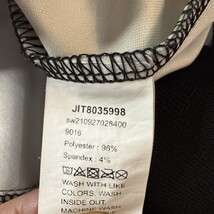 JIT8035998
sw210927028400
9016
Polyester : 96%
Spandex : 4%
WASH WITH LIKE
COLORS. WASH
INSIDE OUT.
MACHINE WASH